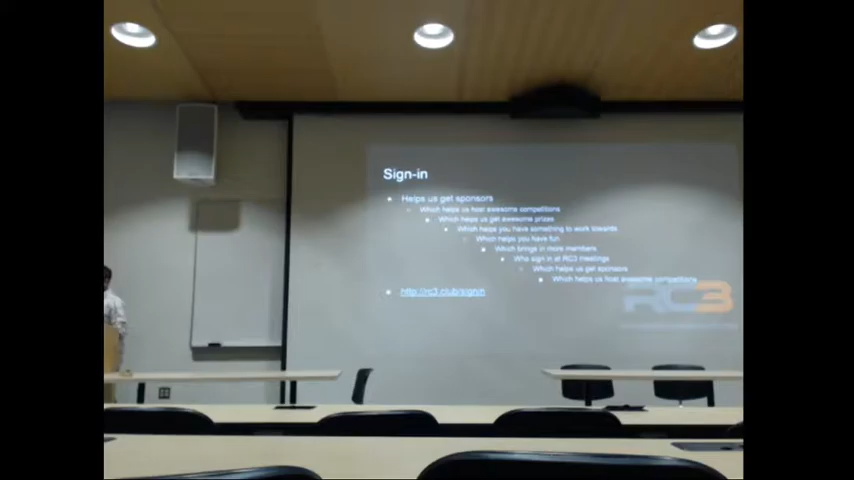 Sign-in
Helps us get sponsors
Which helps us host awesome competitions
Which helps us get awesome prizes
Which helps you have something to work towards
Which helps you have fun
Which brings in more members
Who sign in at RC3 meetings
Which helps us get sponsors
Which helps us host awesome competitions
http://rc3.club/signin
RC3